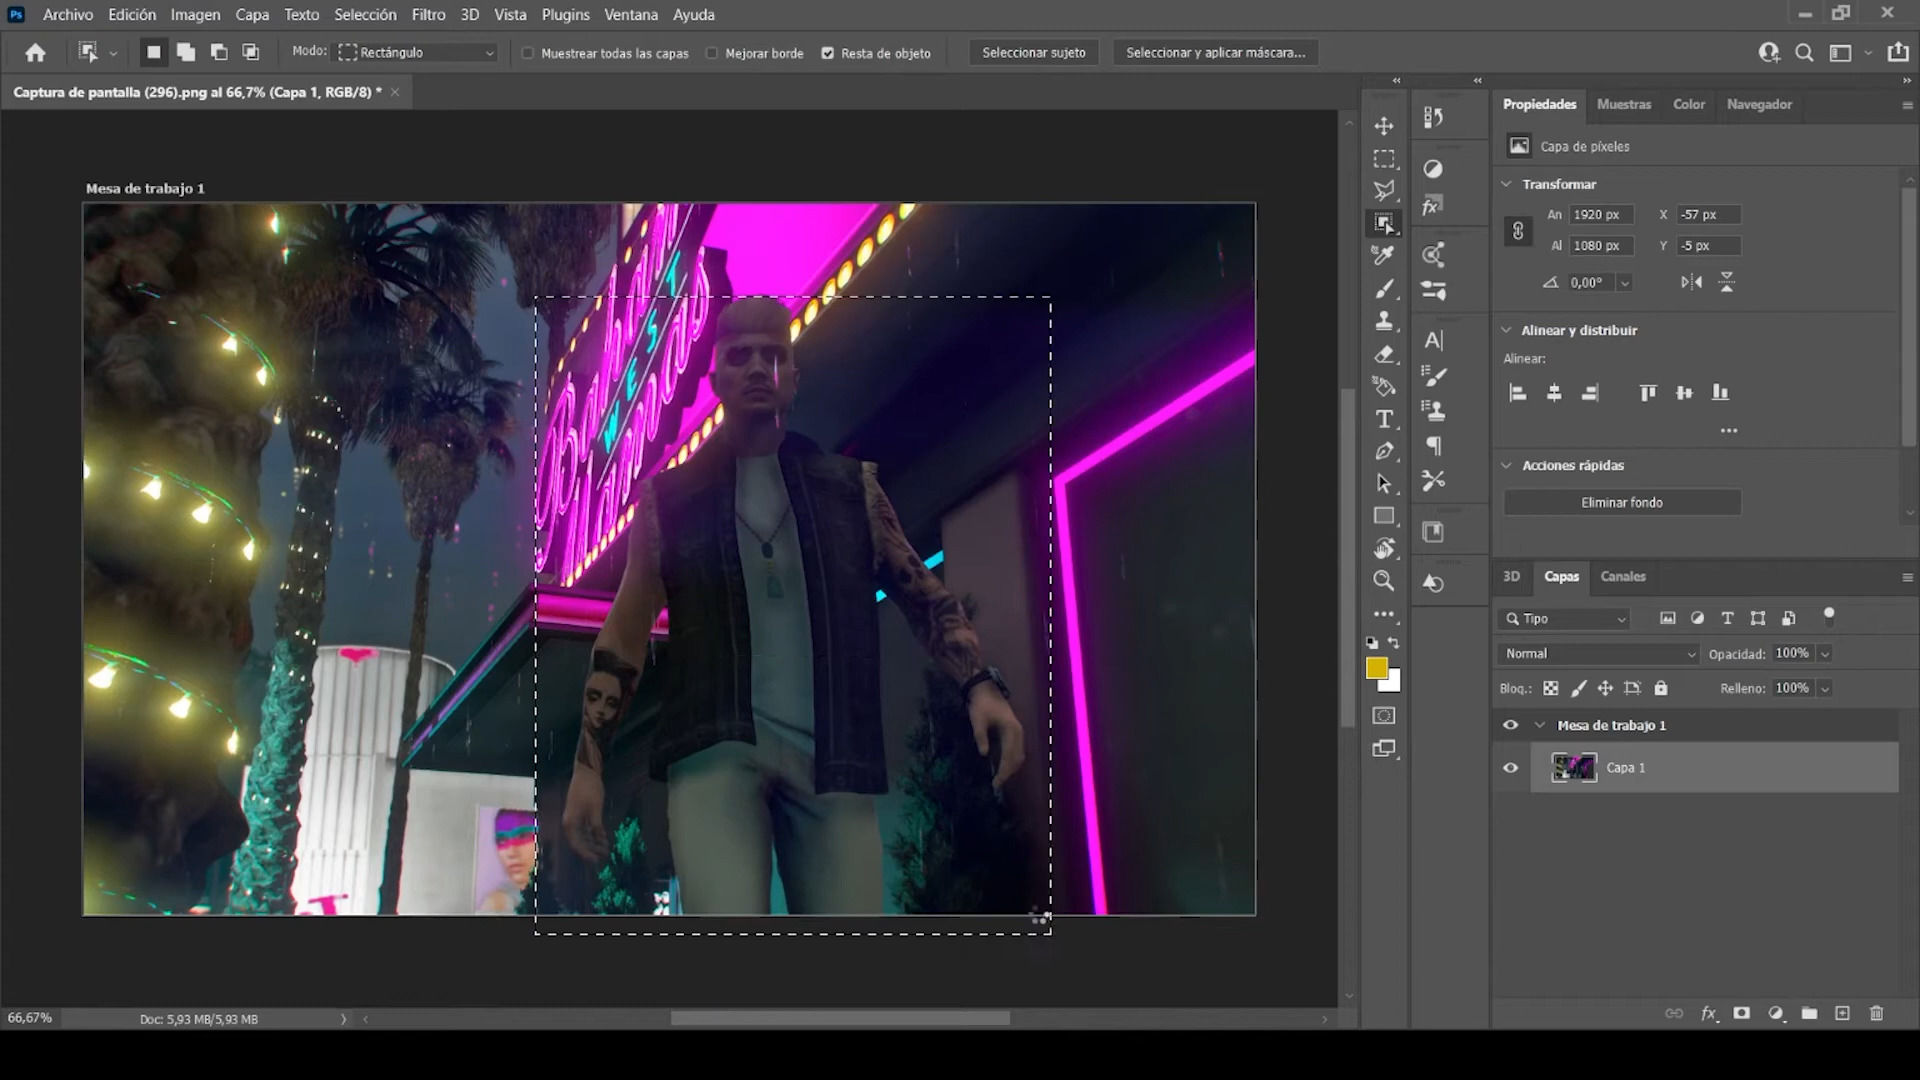 Ps Archivo Edición Imagen Capa Texto Selección Filtro 3D Vista Plugins Ventana Ayuda
Modo: Rectángulo Muestrear todas las capas Mejorar borde Resta de objeto Seleccionar sujeto Seleccionar y aplicar máscara...
Captura de pantalla (296).png al 66,7% (Capa 1, RGB/8) *
Propiedades Muestras Color Navegador
Capa de píxeles
Mesa de trabajo 1
Transformar
An 1920 px X -57 px
Al 1080 px Y -5 px
0,00°
Alinear y distribuir
Alinear:
Acciones rápidas
Eliminar fondo
WEST
3D Capas Canales
Tipo
Normal Opacidad: 100%
Bloq.: Relleno: 100%
Mesa de trabajo 1
Capa 1
66,67% Doc: 5,93 MB/5,93 MB